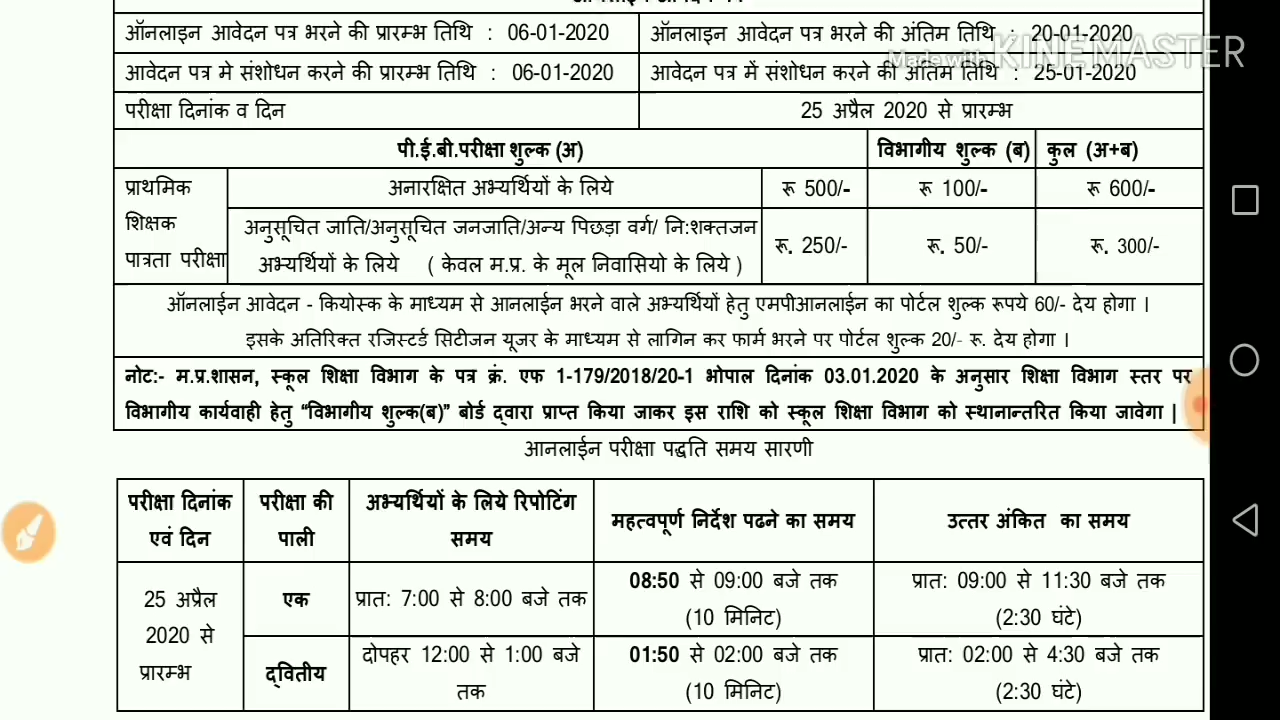 ऑनलाइन आवेदन पत्र भरने की प्रारम्भ तिथि : 06-01-2020
ऑनलाइन आवेदन पत्र भरने की अंतिम तिथि : 20-01-2020
Made with KINEMASTER
आवेदन पत्र मे संशोधन करने की प्रारम्भ तिथि : 06-01-2020
आवेदन पत्र में संशोधन करने की अंतिम तिथि : 25-01-2020
परीक्षा दिनांक व दिन
25 अप्रैल 2020 से प्रारम्भ
पी.ई.बी.परीक्षा शुल्क (अ)
विभागीय शुल्क (ब)
कुल (अ+ब)
प्राथमिक
शिक्षक
पात्रता परीक्षा
अनारक्षित अभ्यर्थियों के लिये
रू 500/-
रू 100/-
रू 600/-
अनुसूचित जाति/अनुसूचित जनजाति/अन्य पिछड़ा वर्ग/ नि:शक्तजन
अभ्यर्थियों के लिये ( केवल म.प्र. के मूल निवासियो के लिये )
रू. 250/-
रू. 50/-
रू. 300/-
ऑनलाईन आवेदन - कियोस्क के माध्यम से आनलाईन भरने वाले अभ्यर्थियों हेतु एमपीआनलाईन का पोर्टल शुल्क रूपये 60/- देय होगा |
इसके अतिरिक्त रजिस्टर्ड सिटीजन यूजर के माध्यम से लागिन कर फार्म भरने पर पोर्टल शुल्क 20/- रू. देय होगा |
नोट:- म.प्र.शासन, स्कूल शिक्षा विभाग के पत्र क्रं. एफ 1-179/2018/20-1 भोपाल दिनांक 03.01.2020 के अनुसार शिक्षा विभाग स्तर पर
विभागीय कार्यवाही हेतु “विभागीय शुल्क(ब)” बोर्ड द्वारा प्राप्त किया जाकर इस राशि को स्कूल शिक्षा विभाग को स्थानान्तरित किया जावेगा |
आनलाईन परीक्षा पद्धति समय सारणी
परीक्षा दिनांक
एवं दिन
परीक्षा की
पाली
अभ्यर्थियों के लिये रिपोटिंग
समय
महत्वपूर्ण निर्देश पढने का समय
उत्तर अंकित का समय
25 अप्रैल
2020 से
प्रारम्भ
एक
प्रात: 7:00 से 8:00 बजे तक
08:50 से 09:00 बजे तक
(10 मिनिट)
प्रात: 09:00 से 11:30 बजे तक
(2:30 घंटे)
द्वितीय
दोपहर 12:00 से 1:00 बजे
तक
01:50 से 02:00 बजे तक
(10 मिनिट)
प्रात: 02:00 से 4:30 बजे तक
(2:30 घंटे)